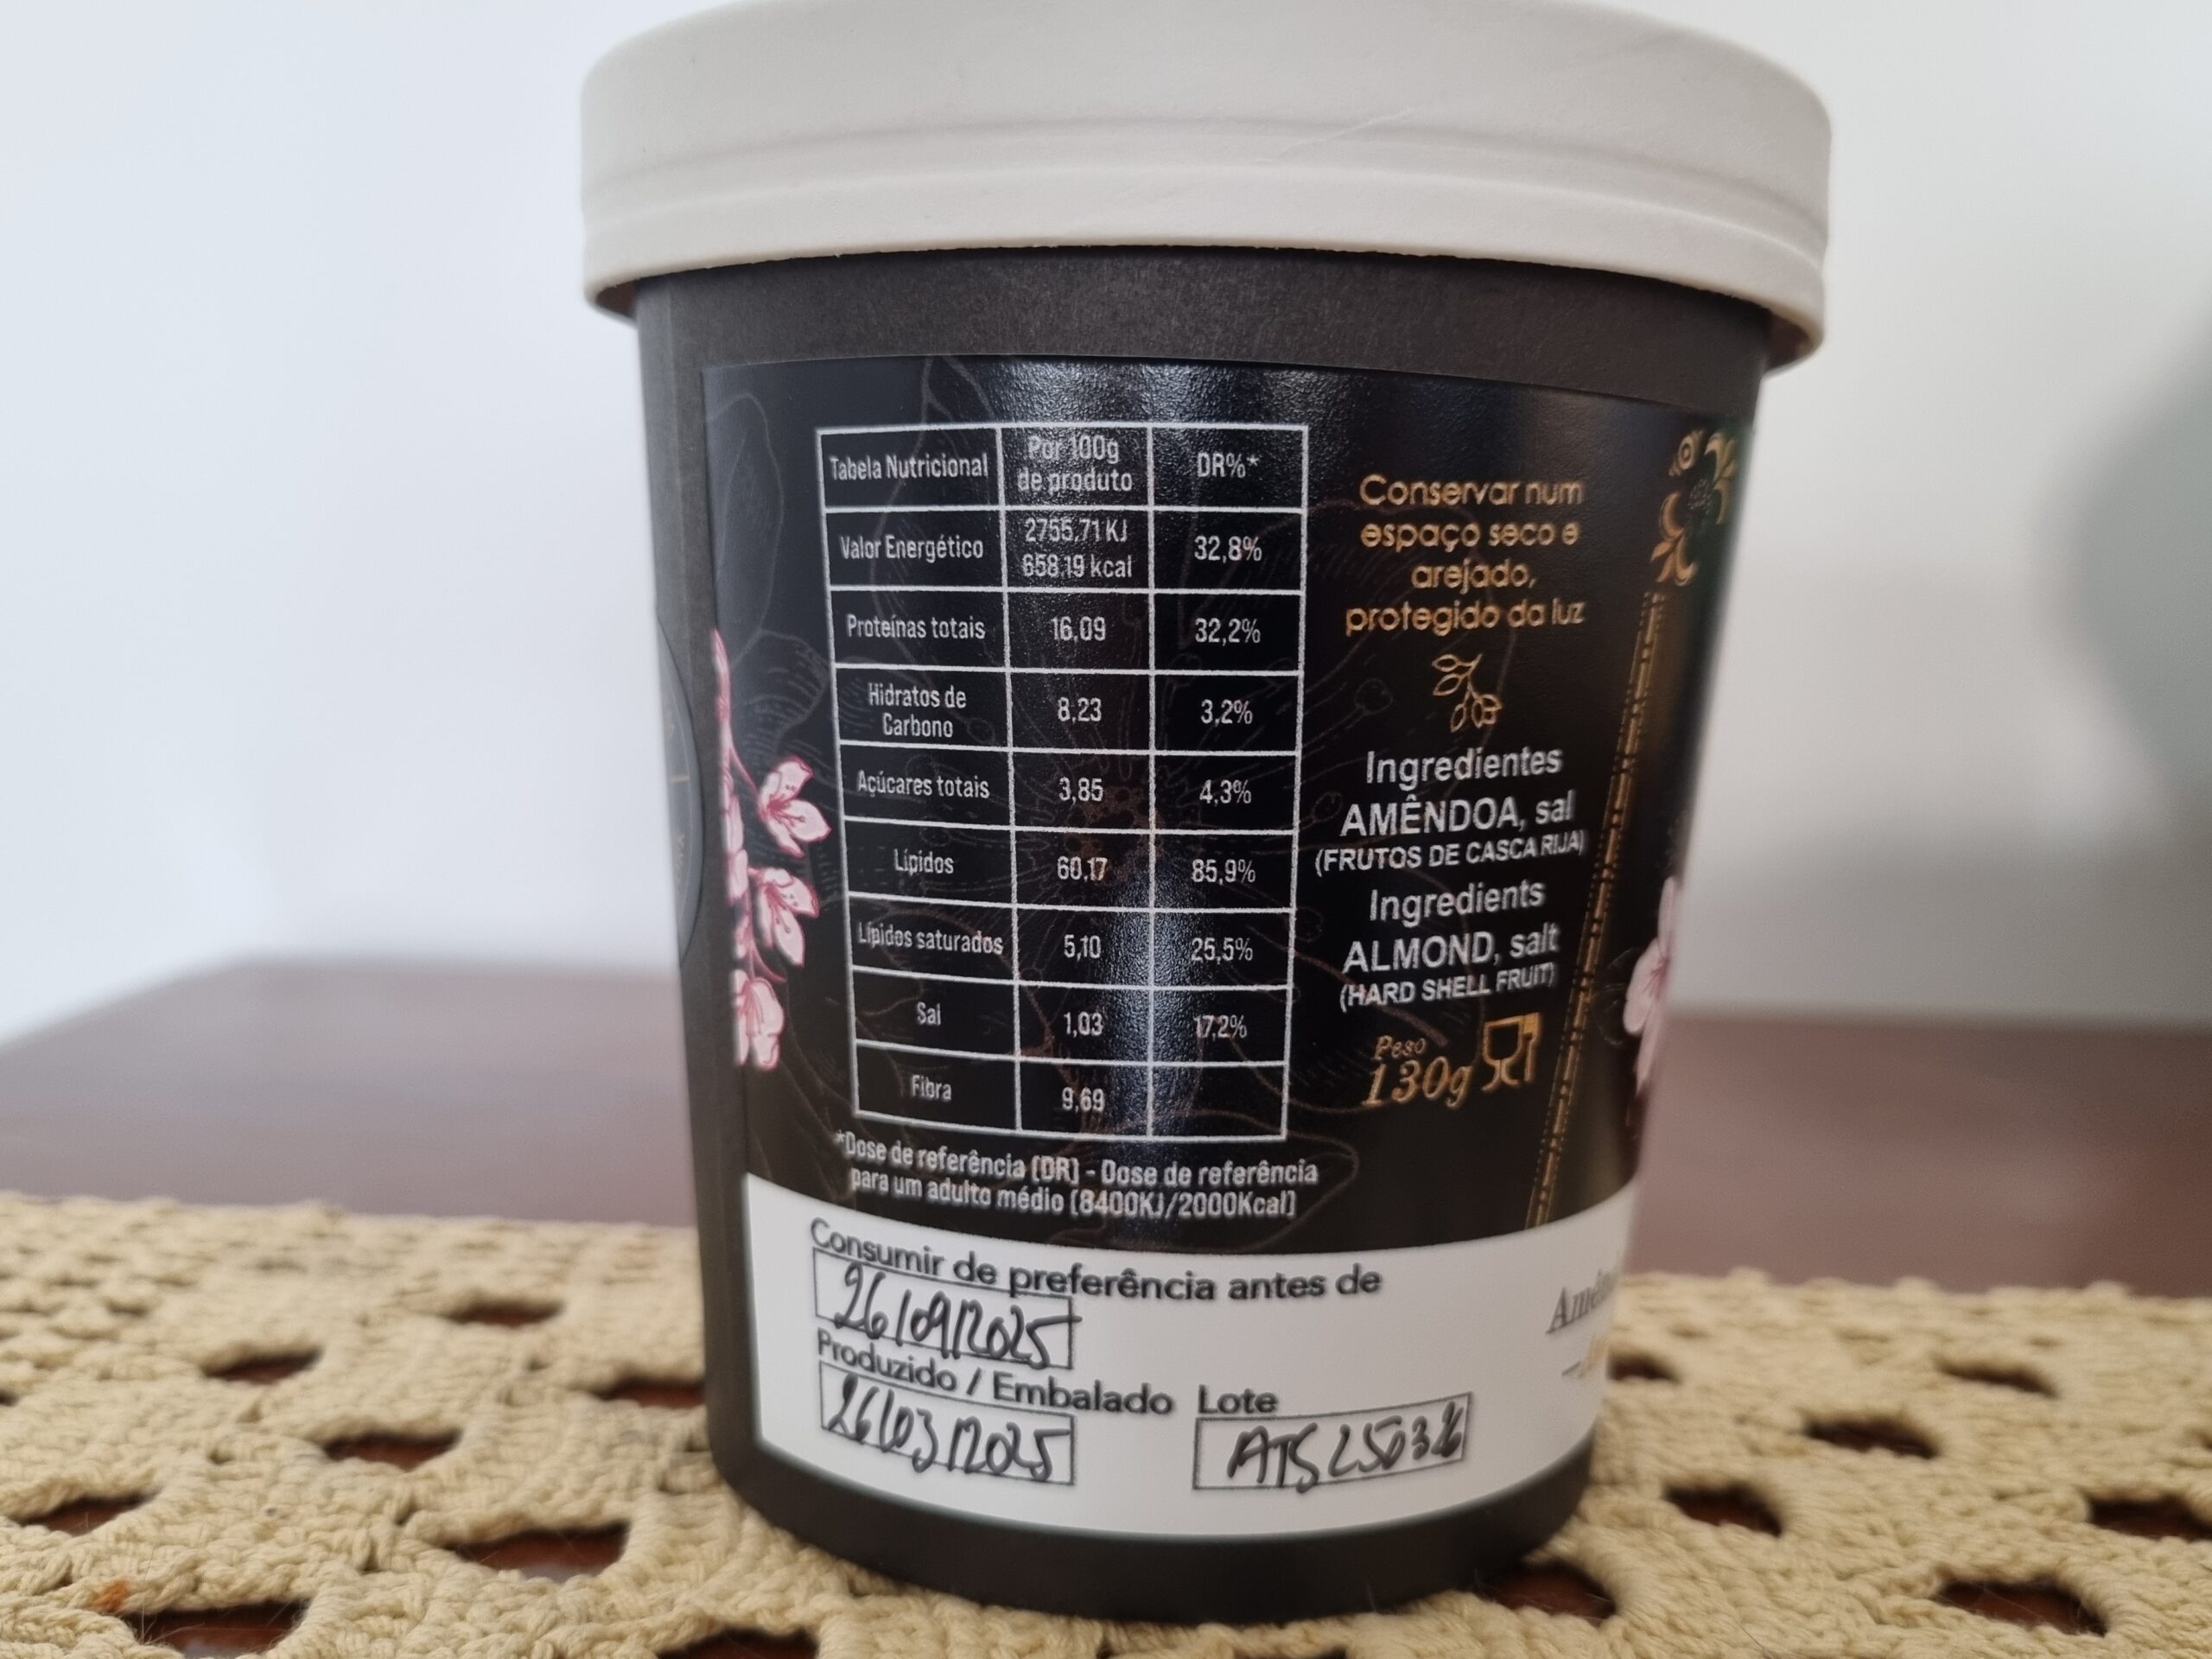 Tabela Nutricional
Por 100g
de produto
DR%*
Valor Energético
2755.71 KJ
658.19 kcal
32,8%
Proteínas totais
16,09
32,2%
Hidratos de
Carbono
8,23
3,2%
Açúcares totais
3,85
4,3%
Lípidos
60,17
85,9%
Lípidos saturados
5,10
25,5%
Sal
1,03
17,2%
Fibra
9,69
*Dose de referência (DR) - Dose de referência
para um adulto médio (8400KJ/2000Kcal)
Conservar num
espaço seco e
arejado,
protegido da luz
Ingredientes
AMÊNDOA, sal
(FRUTOS DE CASCA RIJA)
Ingredients
ALMOND, salt
(HARD SHELL FRUIT)
Peso
130g
Consumir de preferência antes de
26/09/2025
Produzido / Embalado
26/03/2025
Lote
ATS250326